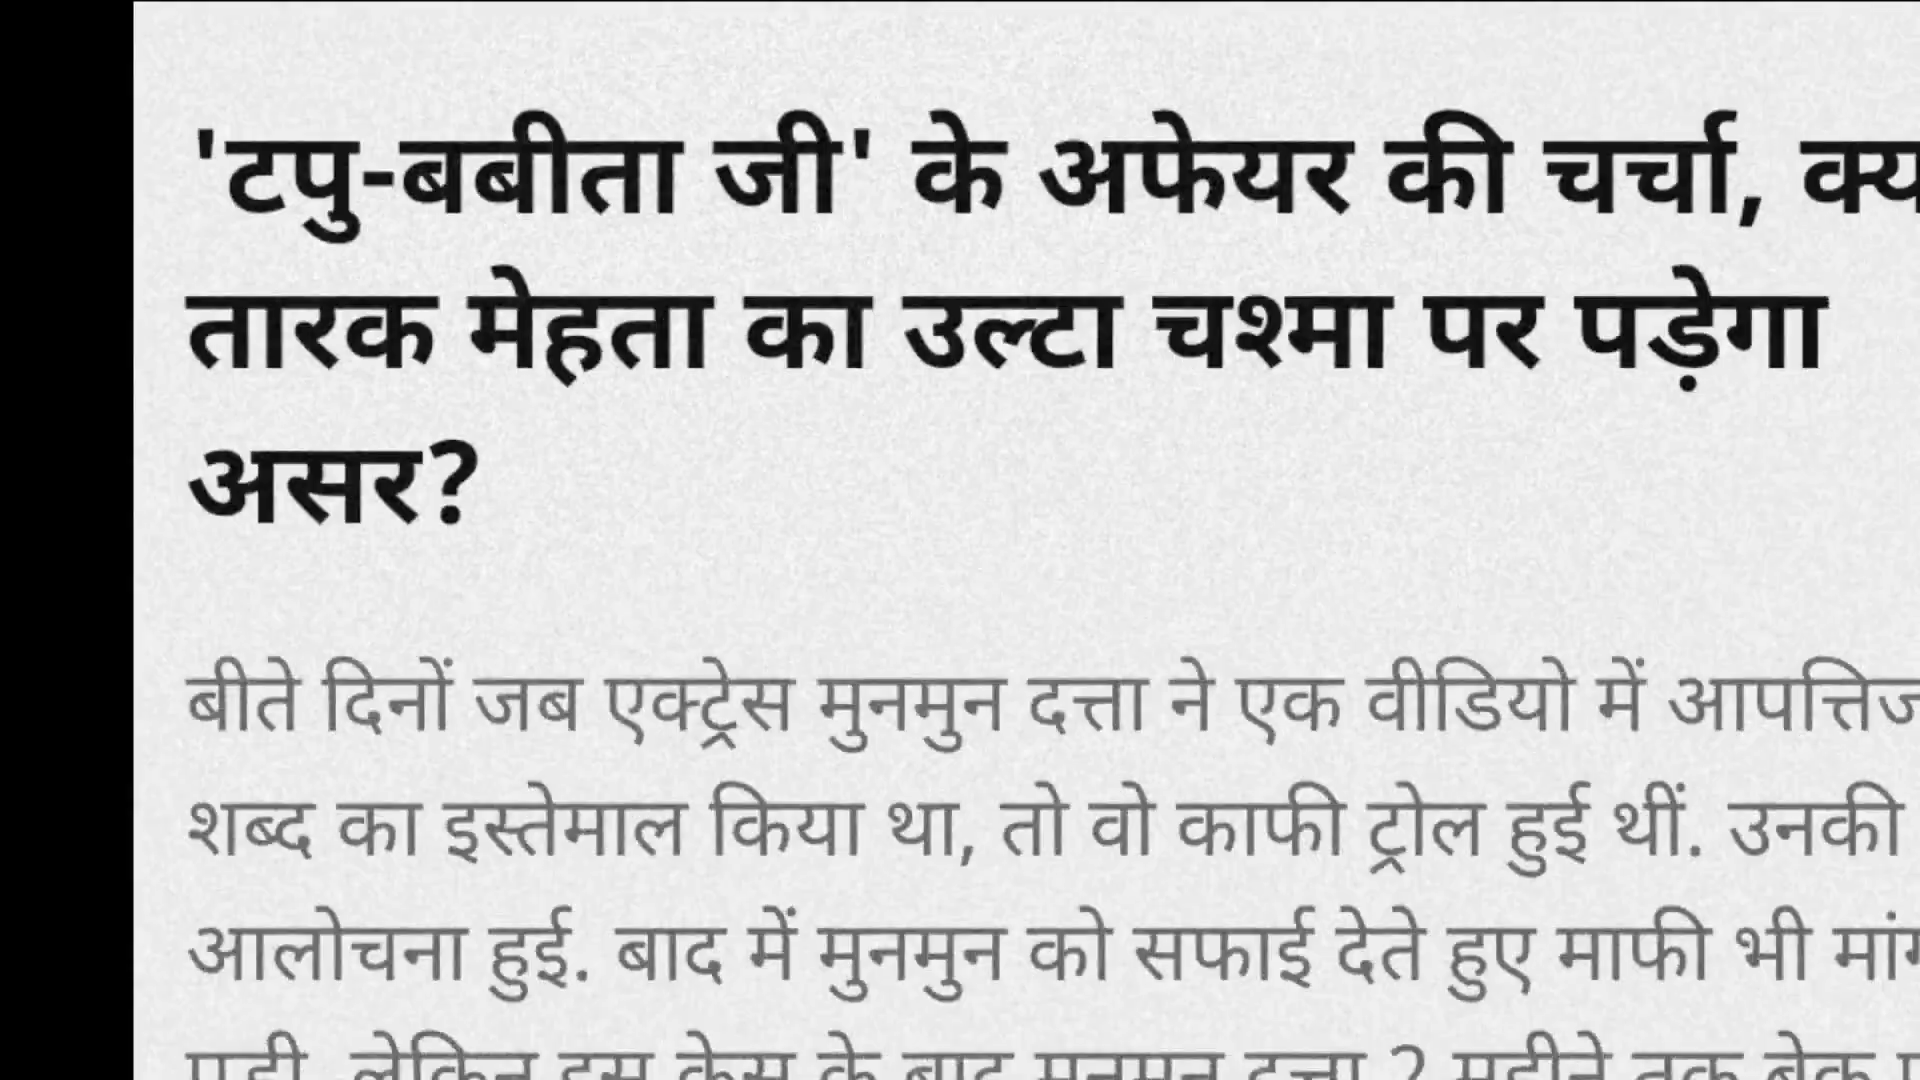 'टपु-बबीता जी' के अफेयर की चर्चा,
तारक मेहता का उल्टा चश्मा पर पड़ेगा
असर?
बीते दिनों जब एक्ट्रेस मुनमुन दत्ता ने एक वीडियो में
शब्द का इस्तेमाल किया था, तो वो काफी ट्रोल हुई थीं. उनकी
आलोचना हुई. बाद में मुनमुन को सफाई देते हुए माफी भी